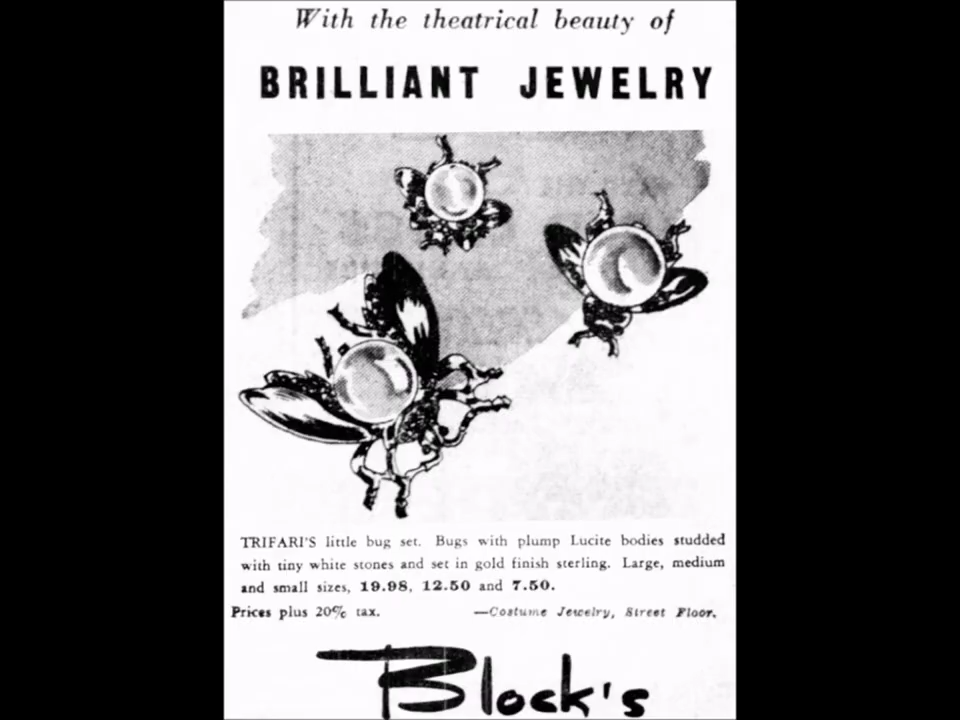 With the theatrical beauty of
BRILLIANT JEWELRY
TRIFARI'S little bug set. Bugs with plump Lucite bodies studded
with tiny white stones and set in gold finish sterling. Large, medium
and small sizes, 19.98, 12.50 and 7.50.
Prices plus 20% tax. —Costume Jewelry, Street Floor.
Block's